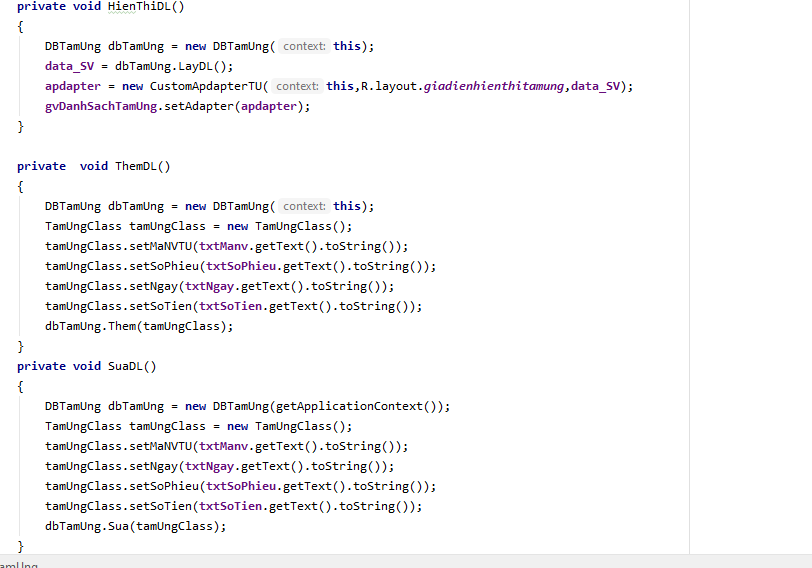 private void HienThiDL()
{
DBTamUng dbTamUng = new DBTamUng( context: this);
data_SV = dbTamUng.LayDL();
apdapter = new CustomApdapterTU( context: this,R.layout.giadienhienthitamung,data_SV);
gvDanhSachTamUng.setAdapter(apdapter);
}
private  void ThemDL()
{
DBTamUng dbTamUng = new DBTamUng( context: this);
TamUngClass tamUngClass = new TamUngClass();
tamUngClass.setMaNVTU(txtManv.getText().toString());
tamUngClass.setSoPhieu(txtSoPhieu.getText().toString());
tamUngClass.setNgay(txtNgay.getText().toString());
tamUngClass.setSoTien(txtSoTien.getText().toString());
dbTamUng.Them(tamUngClass);
}
private void SuaDL()
{
DBTamUng dbTamUng = new DBTamUng(getApplicationContext());
TamUngClass tamUngClass = new TamUngClass();
tamUngClass.setMaNVTU(txtManv.getText().toString());
tamUngClass.setNgay(txtNgay.getText().toString());
tamUngClass.setSoPhieu(txtSoPhieu.getText().toString());
tamUngClass.setSoTien(txtSoTien.getText().toString());
dbTamUng.Sua(tamUngClass);
}